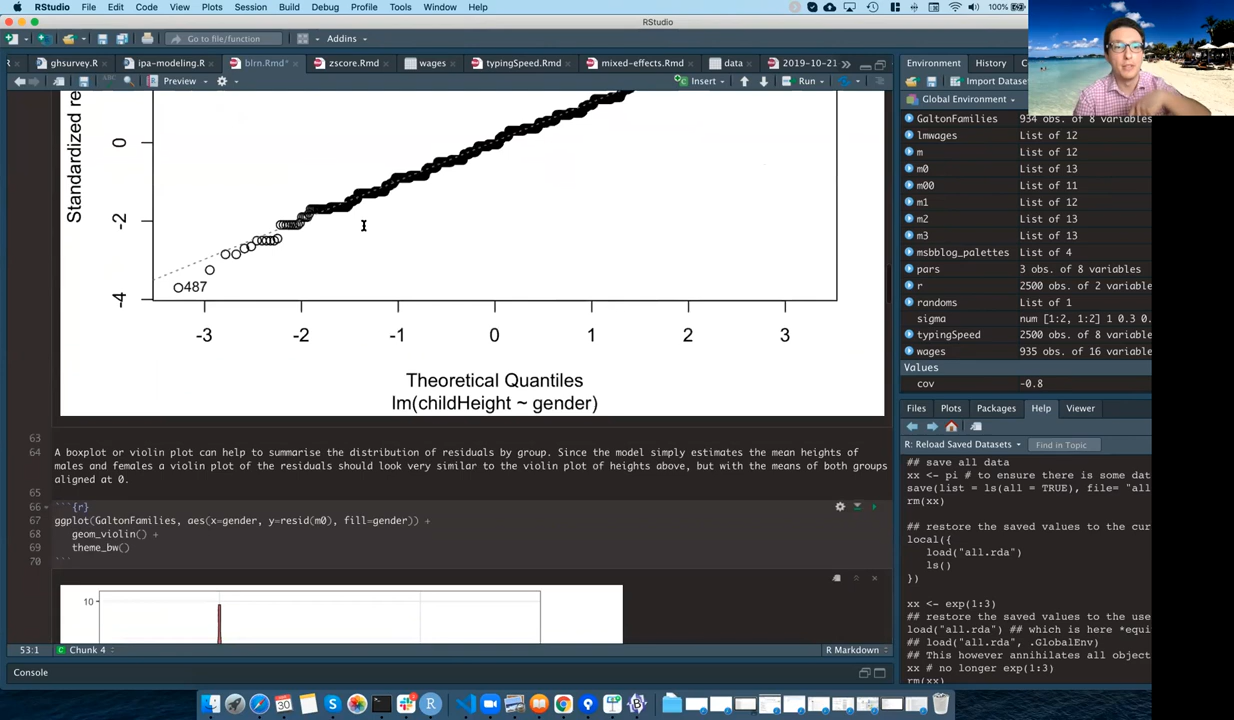 RStudio File Edit Code View Plots Session Build Debug Profile Tools Window Help 100%
RStudio
Go to file/function Addins
ghsurvey.R ipa-modeling.R blrn.Rmd* zscore.Rmd wages typingSpeed.Rmd mixed-effects.Rmd data 2019-10-21
Preview Insert Run
Standardized re
0
-2
-4
487
-3 -2 -1 0 1 2 3
Theoretical Quantiles
lm(childHeight ~ gender)
63
64 A boxplot or violin plot can help to summarise the distribution of residuals by group. Since the model simply estimates the mean heights of
males and females a violin plot of the residuals should look very similar to the violin plot of heights above, but with the means of both groups
aligned at 0.
65
66 ```{r}
67 ggplot(GaltonFamilies, aes(x=gender, y=resid(m0), fill=gender)) +
68 geom_violin() +
69 theme_bw()
70 ```
10
53:1 Chunk 4 R Markdown
Console
Environment History
Import Datase
Global Environment
GaltonFamilies 934 obs. of 8 variables
lmwages List of 12
m List of 12
m0 List of 13
m00 List of 11
m1 List of 12
m2 List of 13
m3 List of 13
msbblog_palettes List of 4
pars 3 obs. of 8 variables
r 2500 obs. of 2 variable
randoms List of 1
sigma num [1:2, 1:2] 1 0.3 0.
typingSpeed 2500 obs. of 8 variable
wages 935 obs. of 16 variable
Values
cov -0.8
Files Plots Packages Help Viewer
R: Reload Saved Datasets Find in Topic
## save all data
xx <- pi # to ensure there is some dat
save(list = ls(all = TRUE), file= "all
rm(xx)
## restore the saved values to the cur
local({
load("all.rda")
ls()
})
xx <- exp(1:3)
## restore the saved values to the use
load("all.rda") ## which is here *equi
## load("all.rda", .GlobalEnv)
## This however annihilates all object
xx # no longer exp(1:3)
rm(xx)
30